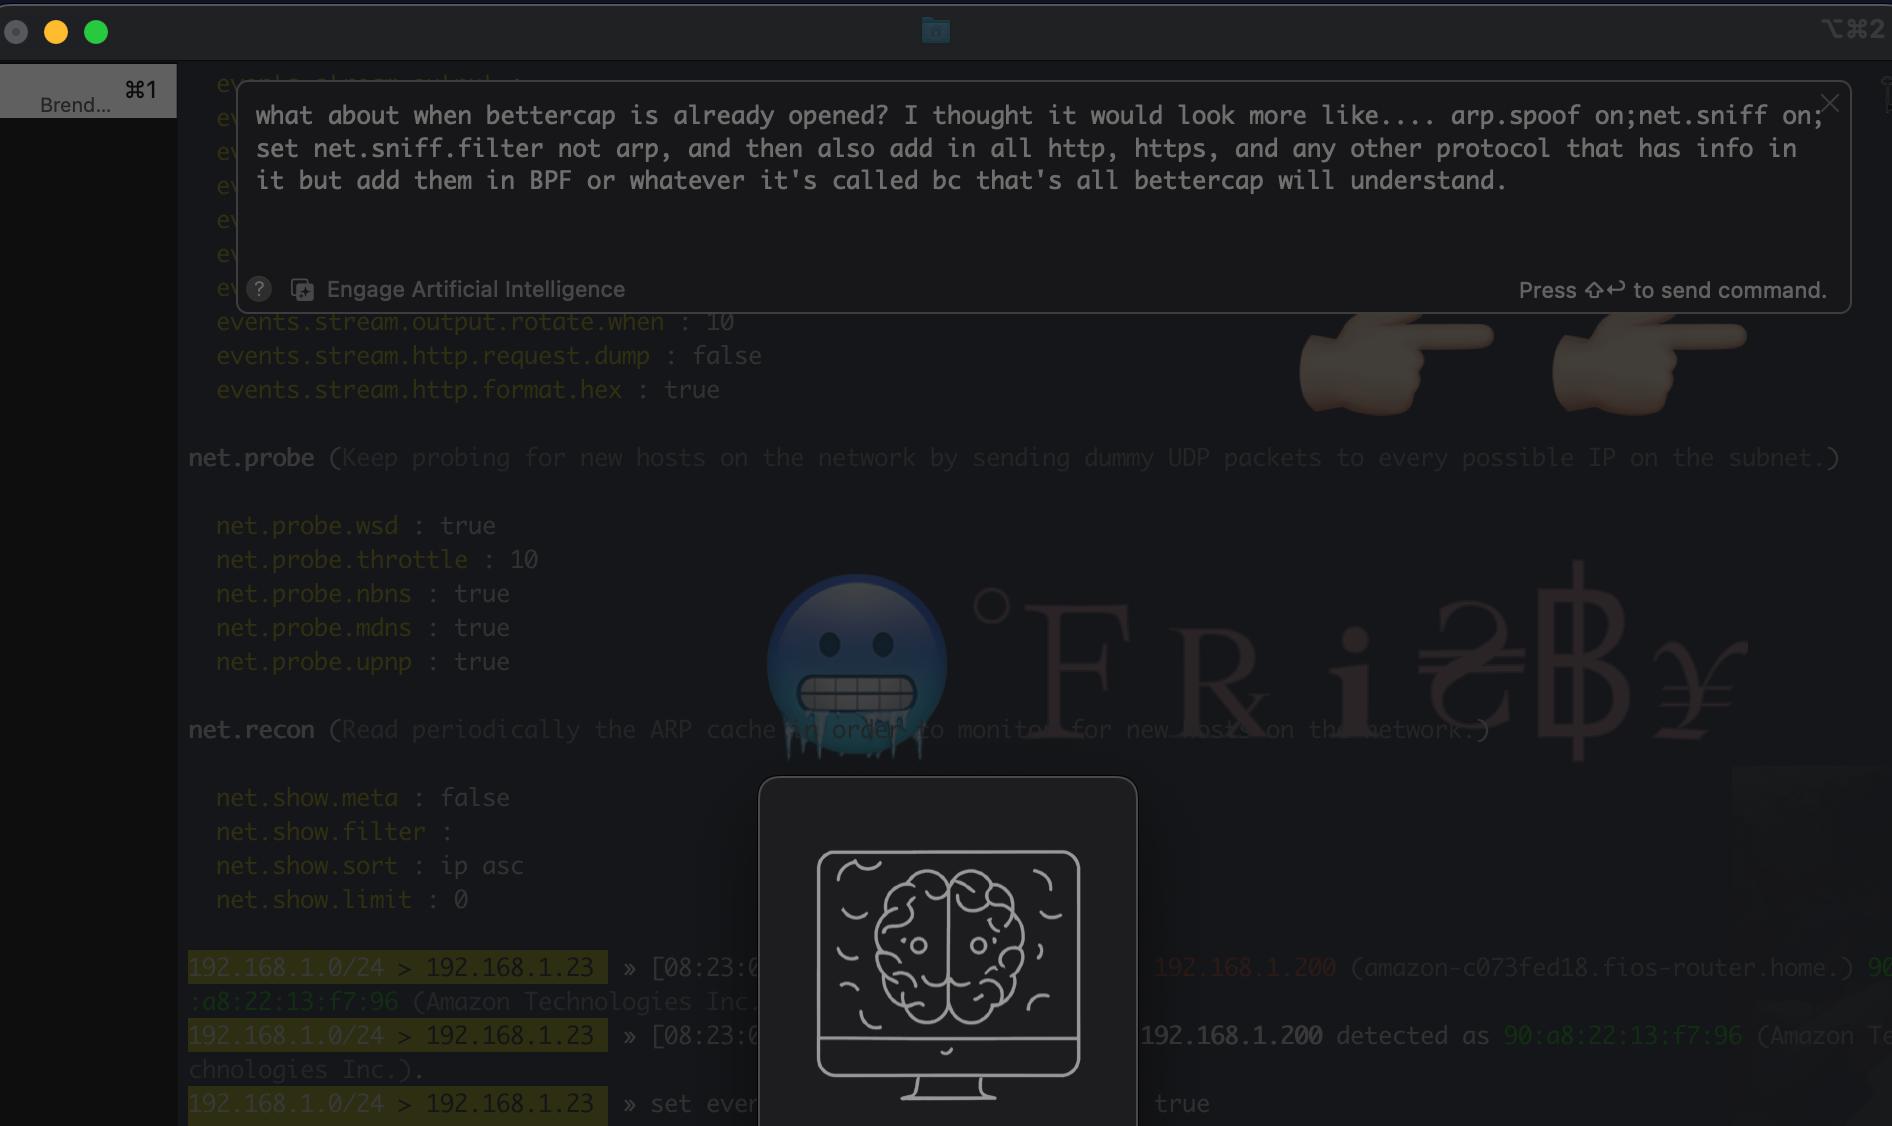 ⌥⌘2
⌘1
Brend...
what about when bettercap is already opened? I thought it would look more like.... arp.spoof on;net.sniff on;
set net.sniff.filter not arp, and then also add in all http, https, and any other protocol that has info in
it but add them in BPF or whatever it's called bc that's all bettercap will understand.
? Engage Artificial Intelligence
Press ⇧↩ to send command.
events.stream.output.rotate.when : 10
events.stream.http.request.dump : false
events.stream.http.format.hex : true
net.probe (Keep probing for new hosts on the network by sending dummy UDP packets to every possible IP on the subnet.)
net.probe.wsd : true
net.probe.throttle : 10
net.probe.nbns : true
net.probe.mdns : true
net.probe.upnp : true
°FRi₴฿¥
net.recon (Read periodically the ARP cache in order to monitor for new hosts on the network.)
net.show.meta : false
net.show.filter :
net.show.sort : ip asc
net.show.limit : 0
192.168.1.0/24 > 192.168.1.23 » [08:23:0 192.168.1.200 (amazon-c073fed18.fios-router.home.) 90
:a8:22:13:f7:96 (Amazon Technologies Inc.
192.168.1.0/24 > 192.168.1.23 » [08:23:0 192.168.1.200 detected as 90:a8:22:13:f7:96 (Amazon Te
chnologies Inc.).
192.168.1.0/24 > 192.168.1.23 » set ever true